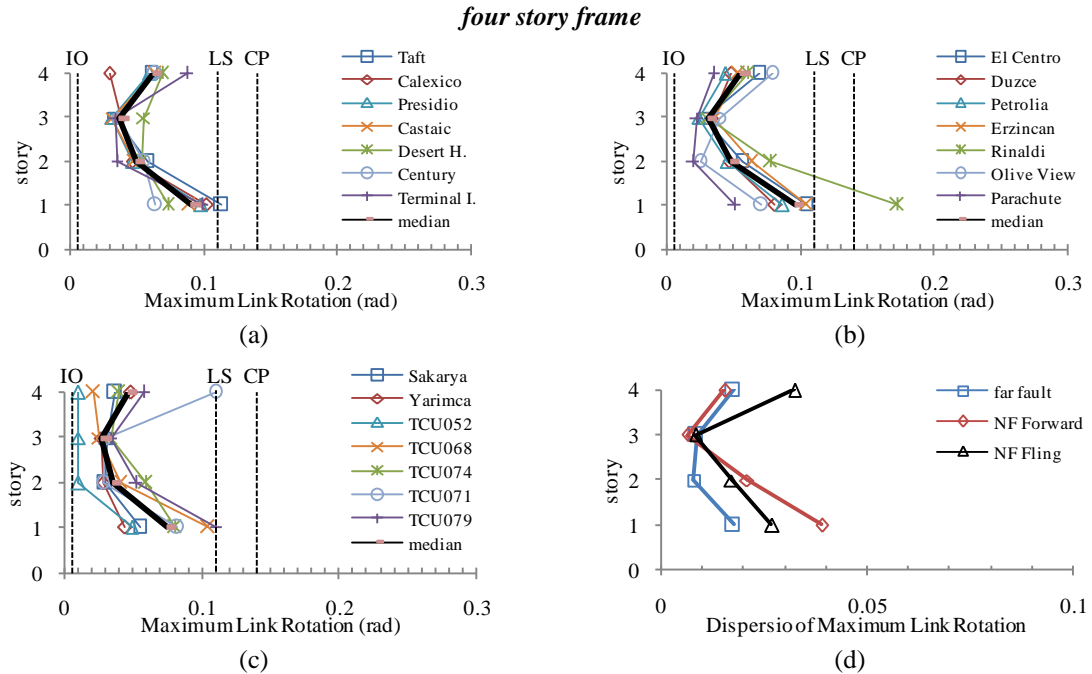 four story frame
IO LS CP
4
3
2
1
0
story
0 0.1 0.2 0.3
Maximum Link Rotation (rad)
Taft
Calexico
Presidio
Castaic
Desert H.
Century
Terminal I.
median
(a)
IO LS CP
4
3
2
1
0
story
0 0.1 0.2 0.3
Maximum Link Rotation (rad)
El Centro
Duzce
Petrolia
Erzincan
Rinaldi
Olive View
Parachute
median
(b)
IO LS CP
4
3
2
1
0
story
0 0.1 0.2 0.3
Maximum Link Rotation (rad)
Sakarya
Yarimca
TCU052
TCU068
TCU074
TCU071
TCU079
median
(c)
4
3
2
1
0
story
0 0.05 0.1
Dispersio of Maximum Link Rotation
far fault
NF Forward
NF Fling
(d)